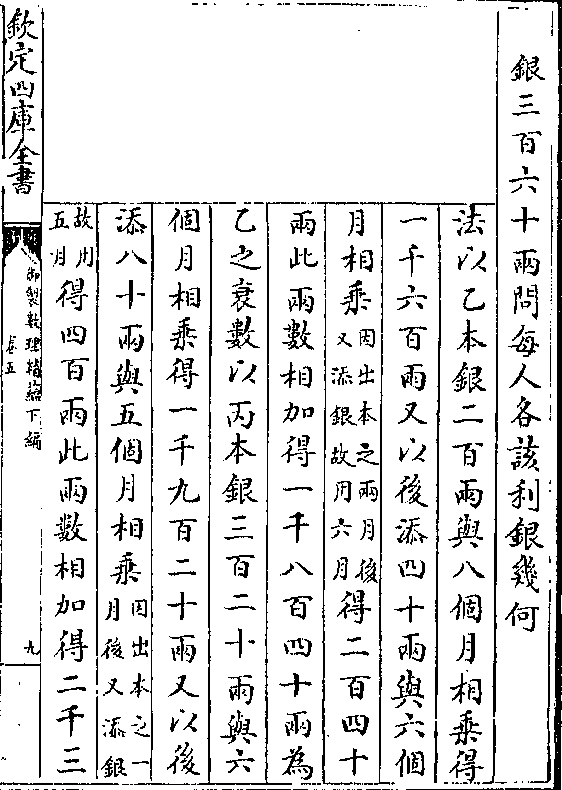 銀三百六十兩問每人各該利銀幾何
法以乙本銀二百兩與八個月相乘得
一千六百兩又以後添四十兩與六個
月相乘因出本之兩月後又添銀故用六月得二百四十
兩此兩數相加得一千八百四十兩為
乙之衰數以丙本銀三百二十兩與六
個月相乘得一千九百二十兩又以後
添八十兩與五個月相乘因出本之一月後又添銀
故用五月得四百兩此兩數相加得二千三
欽定四庫全書
御製數理精蘊下編
卷五
九